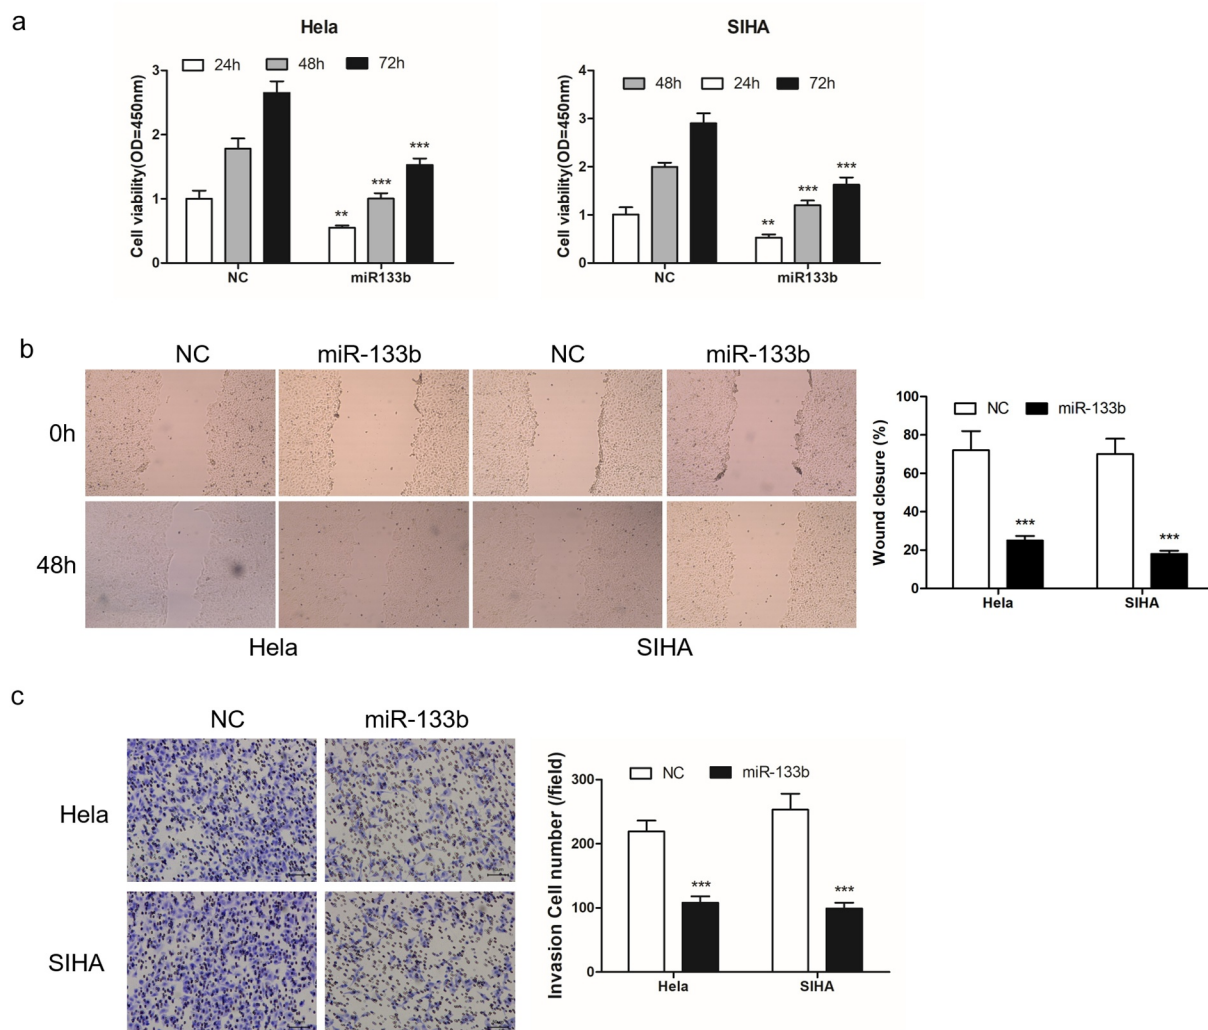 a
Hela
24h 48h 72h
Cell viability(OD=450nm)
3
2
1
0
** *** ***
NC miR133b
SIHA
48h 24h 72h
Cell viability(OD=450nm)
4
3
2
1
0
** *** ***
NC miR133b
b
NC miR-133b NC miR-133b
0h
48h
Hela SIHA
NC miR-133b
Wound closure (%)
100
80
60
40
20
0
*** ***
Hela SIHA
c
NC miR-133b
Hela
SIHA
NC miR-133b
Invasion Cell number (/field)
300
200
100
0
*** ***
Hela SIHA